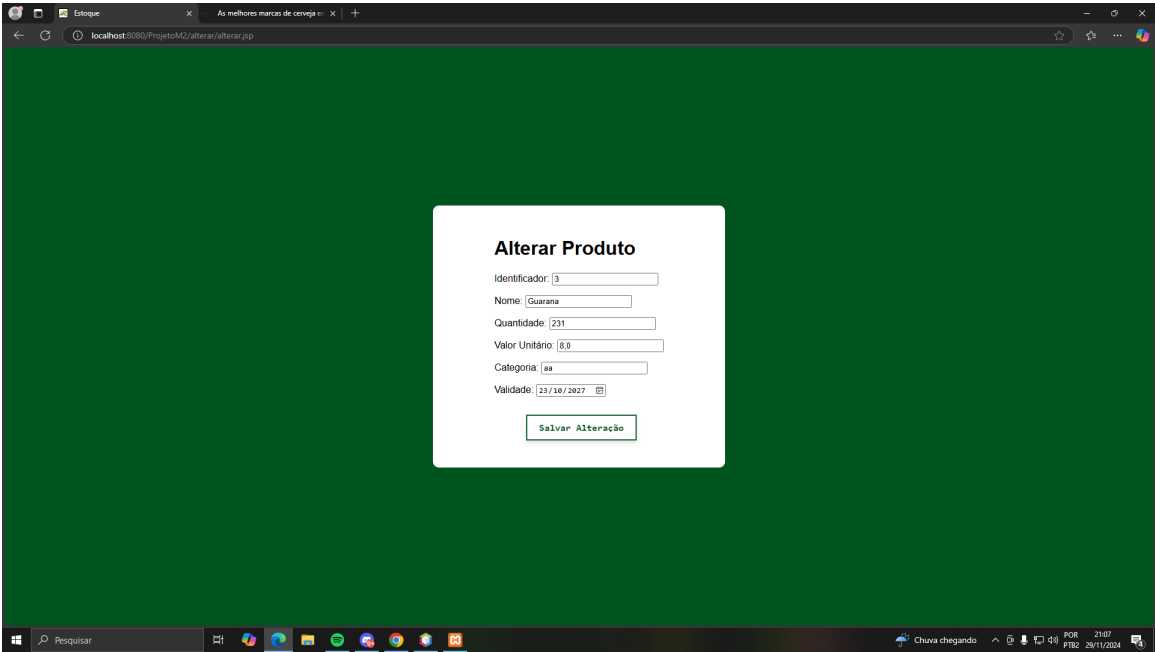 Estoque
As melhores marcas de cerveja e
localhost:8080/ProjetoM2/alterar/alterar.jsp
Alterar Produto
Identificador: 3
Nome: Guarana
Quantidade: 231
Valor Unitário: 8,0
Categoria: aa
Validade: 23/10/2027
Salvar Alteração
Pesquisar
Chuva chegando
POR
PTB2
21:07
29/11/2024